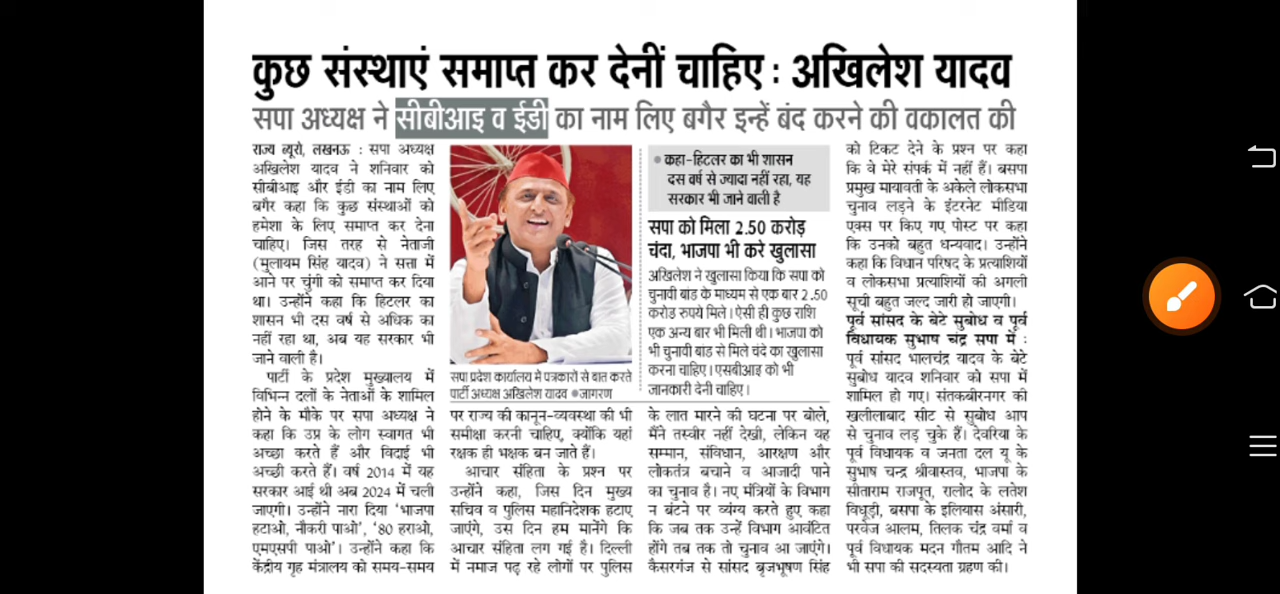 कुछ संस्थाएं समाप्त कर देनीं चाहिए : अखिलेश यादव
सपा अध्यक्ष ने सीबीआइ व ईडी का नाम लिए बगैर इन्हें बंद करने की वकालत की
राज्य ब्यूरो, लखनऊ : सपा अध्यक्ष
अखिलेश यादव ने शनिवार को
सीबीआइ और ईडी का नाम लिए
बगैर कहा कि कुछ संस्थाओं को
हमेशा के लिए समाप्त कर देना
चाहिए। जिस तरह से नेताजी
(मुलायम सिंह यादव) ने सत्ता में
आने पर चुंगी को समाप्त कर दिया
था। उन्होंने कहा कि हिटलर का
शासन भी दस वर्ष से अधिक का
नहीं रहा था, अब यह सरकार भी
जाने वाली है।
पार्टी के प्रदेश मुख्यालय में
विभिन्न दलों के नेताओं के शामिल
होने के मौके पर सपा अध्यक्ष ने
कहा कि उप्र के लोग स्वागत भी
अच्छा करते हैं और विदाई भी
अच्छी करते हैं। वर्ष 2014 में यह
सरकार आई थी अब 2024 में चली
जाएगी। उन्होंने नारा दिया 'भाजपा
हटाओ, नौकरी पाओ', '80 हराओ,
एमएसपी पाओ'। उन्होंने कहा कि
केंद्रीय गृह मंत्रालय को समय-समय
सपा प्रदेश कार्यालय में पत्रकारों से बात करते
पार्टी अध्यक्ष अखिलेश यादव ● जागरण
पर राज्य की कानून-व्यवस्था की भी
समीक्षा करनी चाहिए, क्योंकि यहां
रक्षक ही भक्षक बन जाते हैं।
आचार संहिता के प्रश्न पर
उन्होंने कहा, जिस दिन मुख्य
सचिव व पुलिस महानिदेशक हटाए
जाएंगे, उस दिन हम मानेंगे कि
आचार संहिता लग गई है। दिल्ली
में नमाज पढ़ रहे लोगों पर पुलिस
● कहा-हिटलर का भी शासन
दस वर्ष से ज्यादा नहीं रहा, यह
सरकार भी जाने वाली है
सपा को मिला 2.50 करोड़
चंदा, भाजपा भी करे खुलासा
अखिलेश ने खुलासा किया कि सपा को
चुनावी बांड के माध्यम से एक बार 2.50
करोड रुपये मिले। ऐसी ही कुछ राशि
एक अन्य बार भी मिली थी। भाजपा को
भी चुनावी बांड से मिले चंदे का खुलासा
करना चाहिए। एसबीआइ को भी
जानकारी देनी चाहिए।
के लात मारने की घटना पर बोले,
मैंने तस्वीर नहीं देखी, लेकिन यह
सम्मान, संविधान, आरक्षण और
लोकतंत्र बचाने व आजादी पाने
का चुनाव है। नए मंत्रियों के विभाग
न बंटने पर व्यंग्य करते हुए कहा
कि जब तक उन्हें विभाग आवंटित
होंगे तब तक तो चुनाव आ जाएंगे।
कैसरगंज से सांसद बृजभूषण सिंह
को टिकट देने के प्रश्न पर कहा
कि वे मेरे संपर्क में नहीं हैं। बसपा
प्रमुख मायावती के अकेले लोकसभा
चुनाव लड़ने के इंटरनेट मीडिया
एक्स पर किए गए पोस्ट पर कहा
कि उनको बहुत धन्यवाद। उन्होंने
कहा कि विधान परिषद के प्रत्याशियों
व लोकसभा प्रत्याशियों की अगली
सूची बहुत जल्द जारी हो जाएगी।
पूर्व सांसद के बेटे सुबोध व पूर्व
विधायक सुभाष चंद्र सपा में :
पूर्व सांसद भालचंद्र यादव के बेटे
सुबोध यादव शनिवार को सपा में
शामिल हो गए। संतकबीरनगर की
खलीलाबाद सीट से सुबोध आप
से चुनाव लड़ चुके हैं। देवरिया के
पूर्व विधायक व जनता दल यू के
सुभाष चन्द्र श्रीवास्तव, भाजपा के
सीताराम राजपूत, रालोद के लतेश
विधूड़ी, बसपा के इलियास अंसारी,
परवेज आलम, तिलक चंद्र वर्मा व
पूर्व विधायक मदन गौतम आदि ने
भी सपा की सदस्यता ग्रहण की।